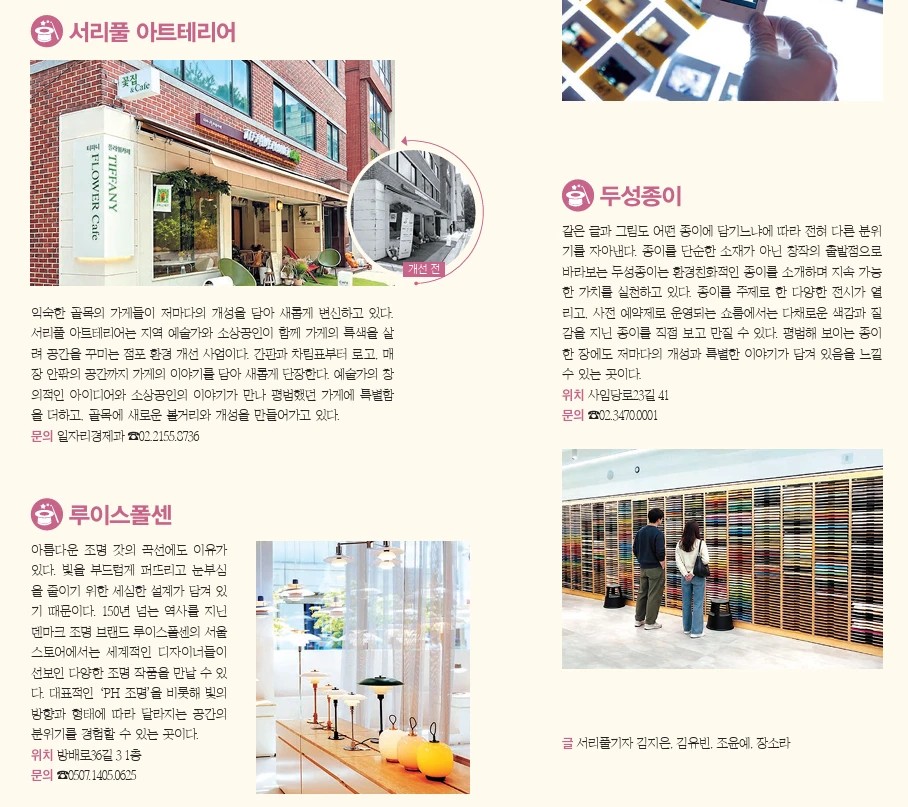 서리풀 아트테리어
꽃집
&Cafe
티파니
플라워카페
TIFFANY
FLOWER Cafe
개선 전
익숙한 골목의 가게들이 저마다의 개성을 담아 새롭게 변신하고 있다.
서리풀 아트테리어는 지역 예술가와 소상공인이 함께 가게의 특색을 살
려 공간을 꾸미는 점포 환경 개선 사업이다. 간판과 차림표부터 로고, 매
장 안팎의 공간까지 가게의 이야기를 담아 새롭게 단장한다. 예술가의 창
의적인 아이디어와 소상공인의 이야기가 만나 평범했던 가게에 특별함
을 더하고, 골목에 새로운 볼거리와 개성을 만들어가고 있다.
문의 일자리경제과 ☎02.2155.8736
루이스폴센
아름다운 조명 갓의 곡선에도 이유가
있다. 빛을 부드럽게 퍼뜨리고 눈부심
을 줄이기 위한 세심한 설계가 담겨 있
기 때문이다. 150년 넘는 역사를 지닌
덴마크 조명 브랜드 루이스폴센의 서울
스토어에서는 세계적인 디자이너들이
선보인 다양한 조명 작품을 만날 수 있
다. 대표적인 ‘PH 조명’을 비롯해 빛의
방향과 형태에 따라 달라지는 공간의
분위기를 경험할 수 있는 곳이다.
위치 방배로36길 3 1층
문의 ☎0507.1405.0625
두성종이
같은 글과 그림도 어떤 종이에 담기느냐에 따라 전혀 다른 분위
기를 자아낸다. 종이를 단순한 소재가 아닌 창작의 출발점으로
바라보는 두성종이는 환경친화적인 종이를 소개하며 지속 가능
한 가치를 실천하고 있다. 종이를 주제로 한 다양한 전시가 열
리고, 사전 예약제로 운영되는 쇼룸에서는 다채로운 색감과 질
감을 지닌 종이를 직접 보고 만질 수 있다. 평범해 보이는 종이
한 장에도 저마다의 개성과 특별한 이야기가 담겨 있음을 느낄
수 있는 곳이다.
위치 사임당로23길 41
문의 ☎02.3470.0001
글 서리풀기자 김지은, 김유빈, 조윤예, 장소라